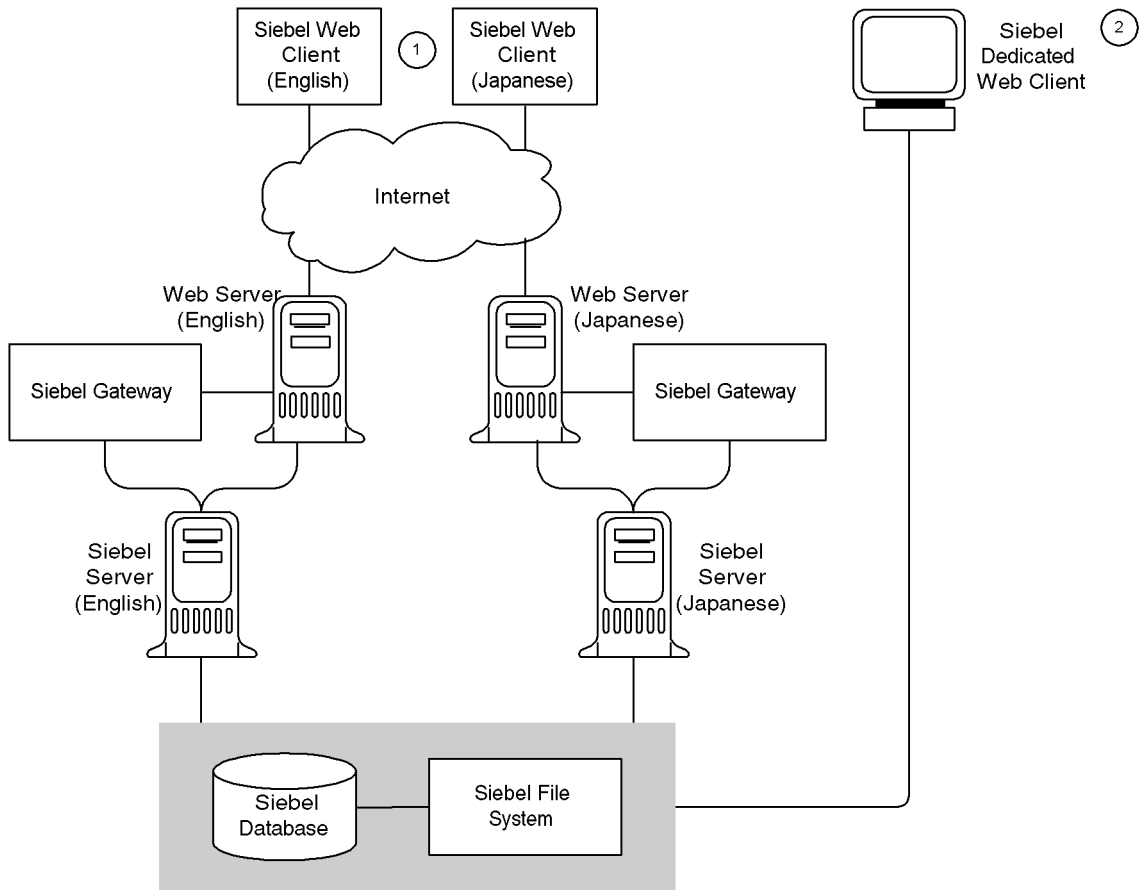 Siebel Web
Client
(English)
1
Siebel Web
Client
(Japanese)
Siebel
Dedicated
Web Client
2
Internet
Web Server
(English)
Web Server
(Japanese)
Siebel Gateway
Siebel Gateway
Siebel
Server
(English)
Siebel
Server
(Japanese)
Siebel
Database
Siebel File
System